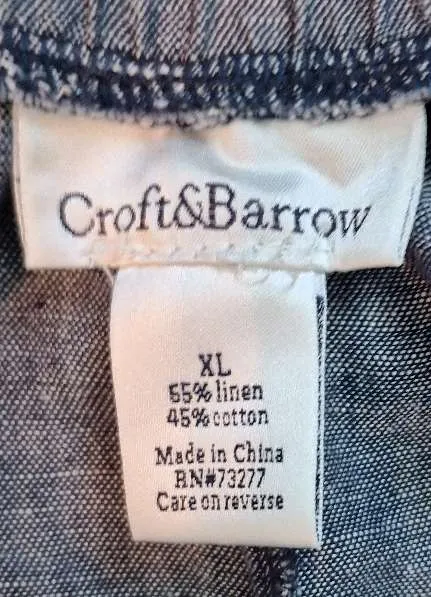 Croft&Barrow
XL
55% linen
45% cotton
Made in China
RN#73277
Care on reverse